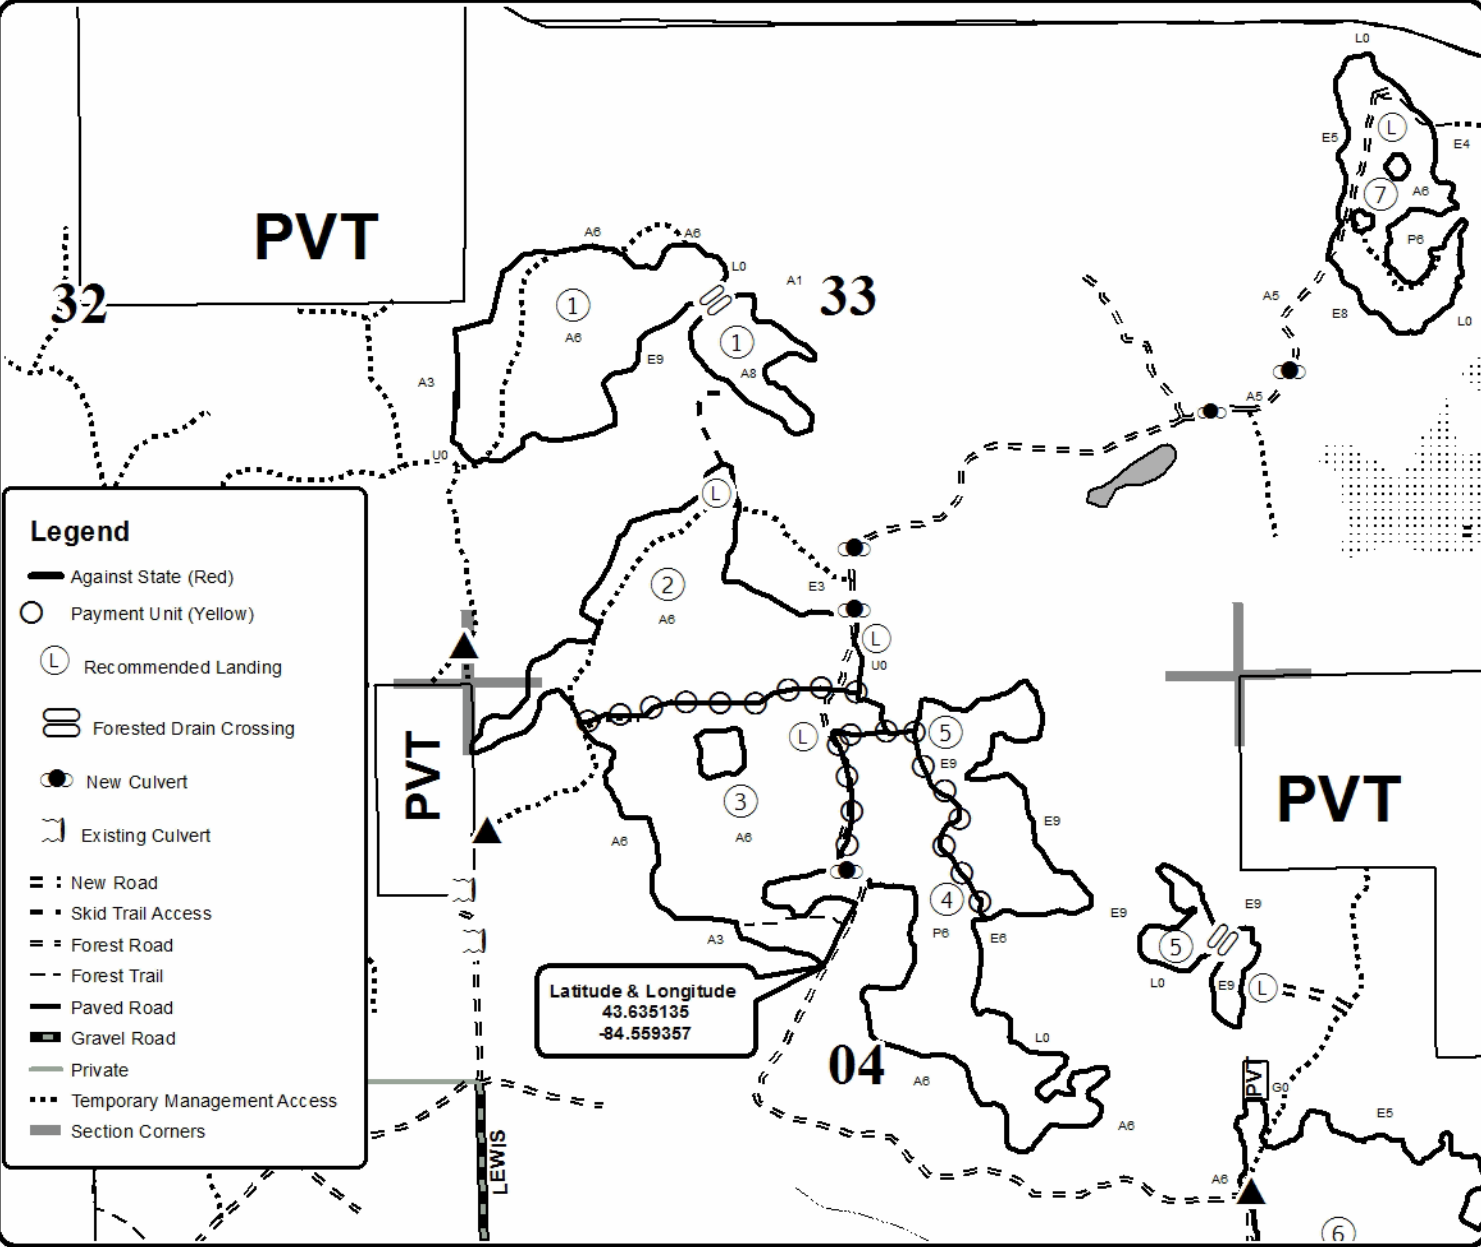 L0
L
E5
E4
7
A6
P6
PVT
A6
A6
L0
A1
33
A5
E8
L0
32
1
A6
1
E9
A3
A8
A5
U0
L
Legend
Against State (Red)
Payment Unit (Yellow)
L
Recommended Landing
Forested Drain Crossing
New Culvert
Existing Culvert
New Road
Skid Trail Access
Forest Road
Forest Trail
Paved Road
Gravel Road
Private
Temporary Management Access
Section Corners
2
E3
A6
L
U0
L
5
E9
PVT
3
A6
A6
E9
PVT
4
P6
E6
E9
E9
5
A3
L0
E9
L
Latitude & Longitude
43.635135
-84.559357
04
L0
A6
PVT
G0
A6
E5
LEWIS
A6
6